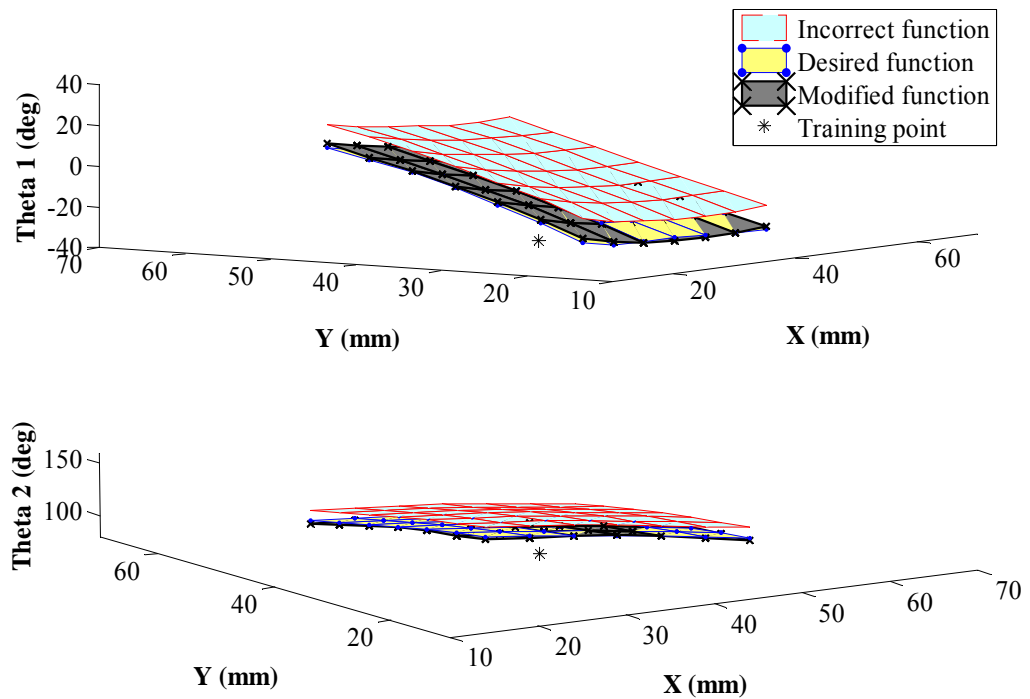 Incorrect function
Desired function
Modified function
Training point
Theta 1 (deg)
40
20
0
-20
-40
70
60
50
40
30
20
10
Y (mm)
20
40
60
X (mm)
Theta 2 (deg)
150
100
60
40
20
Y (mm)
10
20
30
40
50
60
70
X (mm)